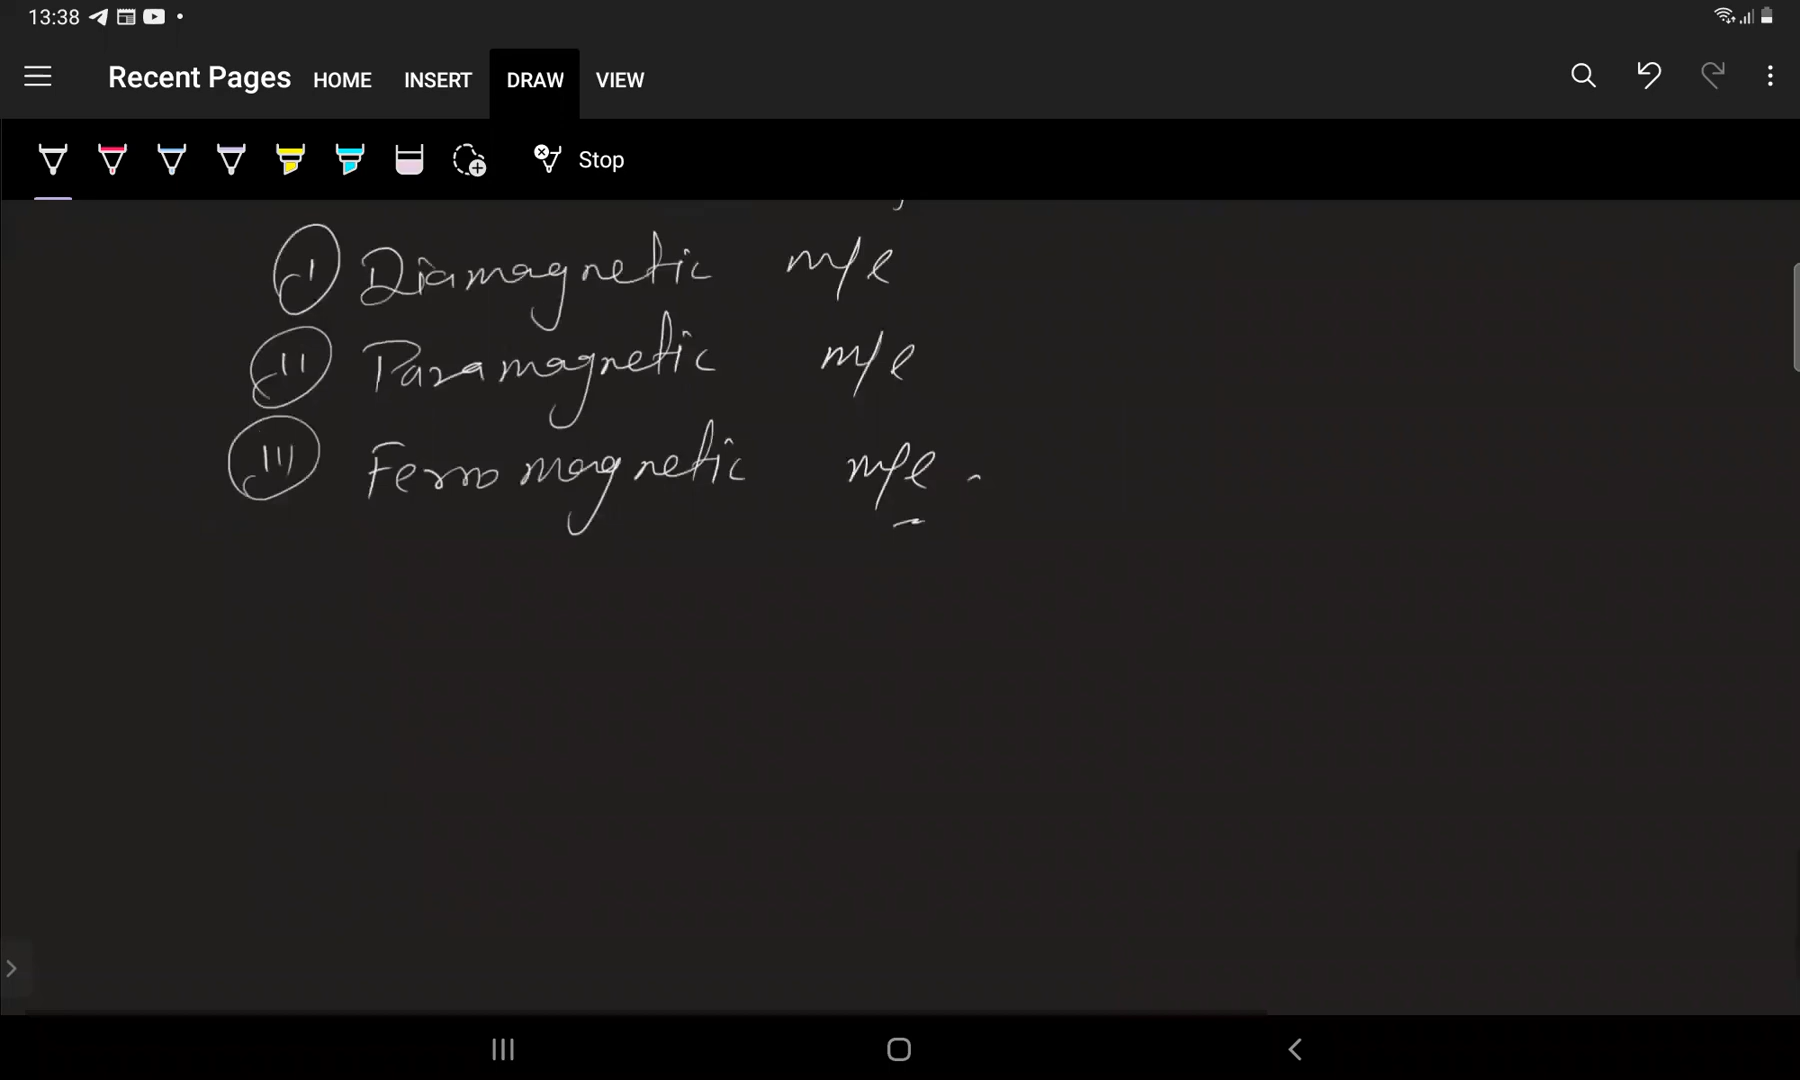 13:38
Recent Pages HOME INSERT DRAW VIEW
Stop
(I) Diamagnetic m/l
(II) Paramagnetic m/l
(III) Ferromagnetic m/l .